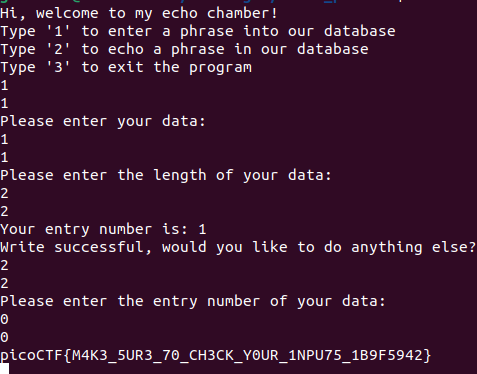 Hi, welcome to my echo chamber!
Type '1' to enter a phrase into our database
Type '2' to echo a phrase in our database
Type '3' to exit the program
1
1
Please enter your data:
1
1
Please enter the length of your data:
2
2
Your entry number is: 1
Write successful, would you like to do anything else?
2
2
Please enter the entry number of your data:
0
0
picoCTF{M4K3_5UR3_70_CH3CK_Y0UR_1NPU75_1B9F5942}